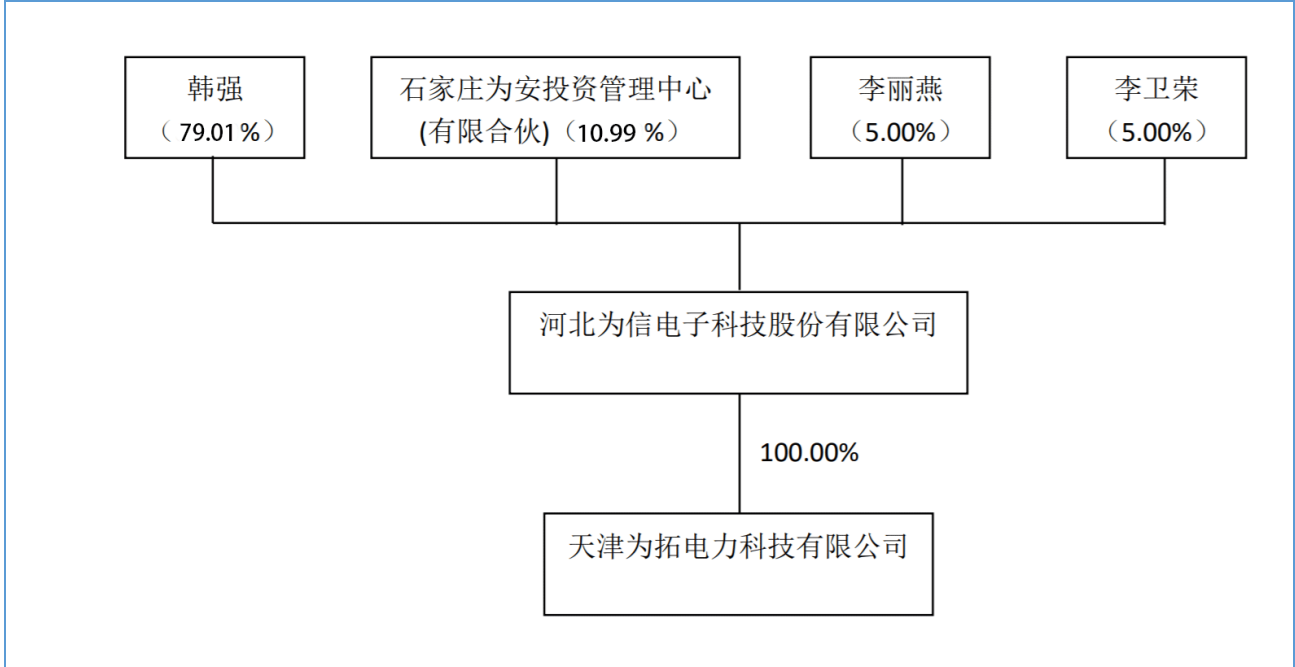 韩强
（79.01%）
石家庄为安投资管理中心
(有限合伙)（10.99 %）
李丽燕
（5.00%）
李卫荣
（5.00%）
河北为信电子科技股份有限公司
100.00%
天津为拓电力科技有限公司